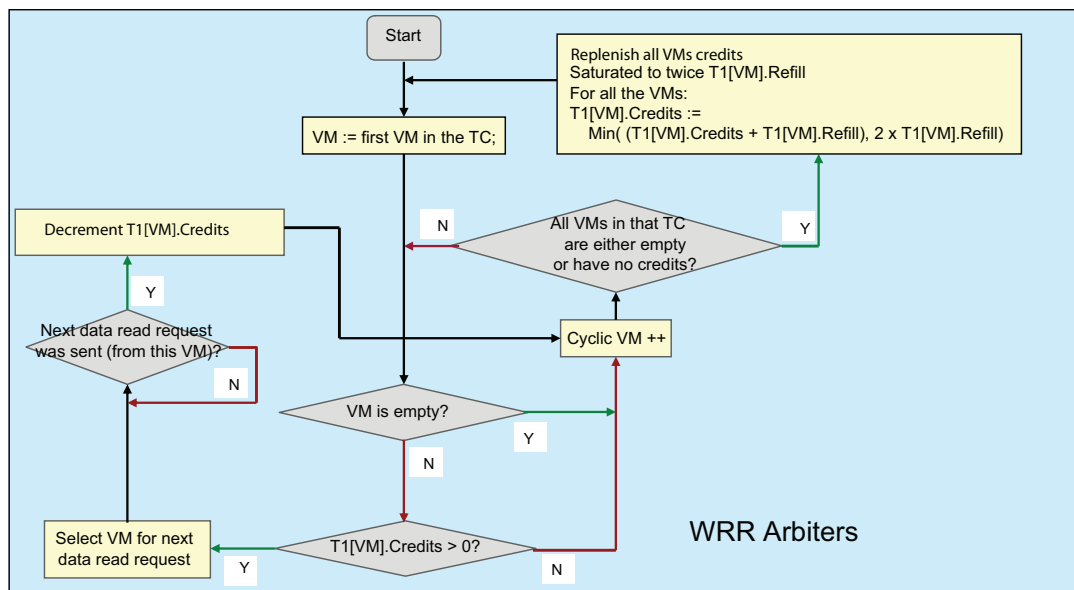 Start
Replenish all VMs credits
Saturated to twice T1[VM].Refill
For all the VMs:
T1[VM].Credits :=
Min( (T1[VM].Credits + T1[VM].Refill), 2 x T1[VM].Refill)
VM := first VM in the TC;
Decrement T1[VM].Credits
N
All VMs in that TC
are either empty
or have no credits?
Y
Y
Next data read request
was sent (from this VM)?
N
Cyclic VM ++
VM is empty?
Y
N
Select VM for next
data read request
Y
T1[VM].Credits > 0?
N
WRR Arbiters